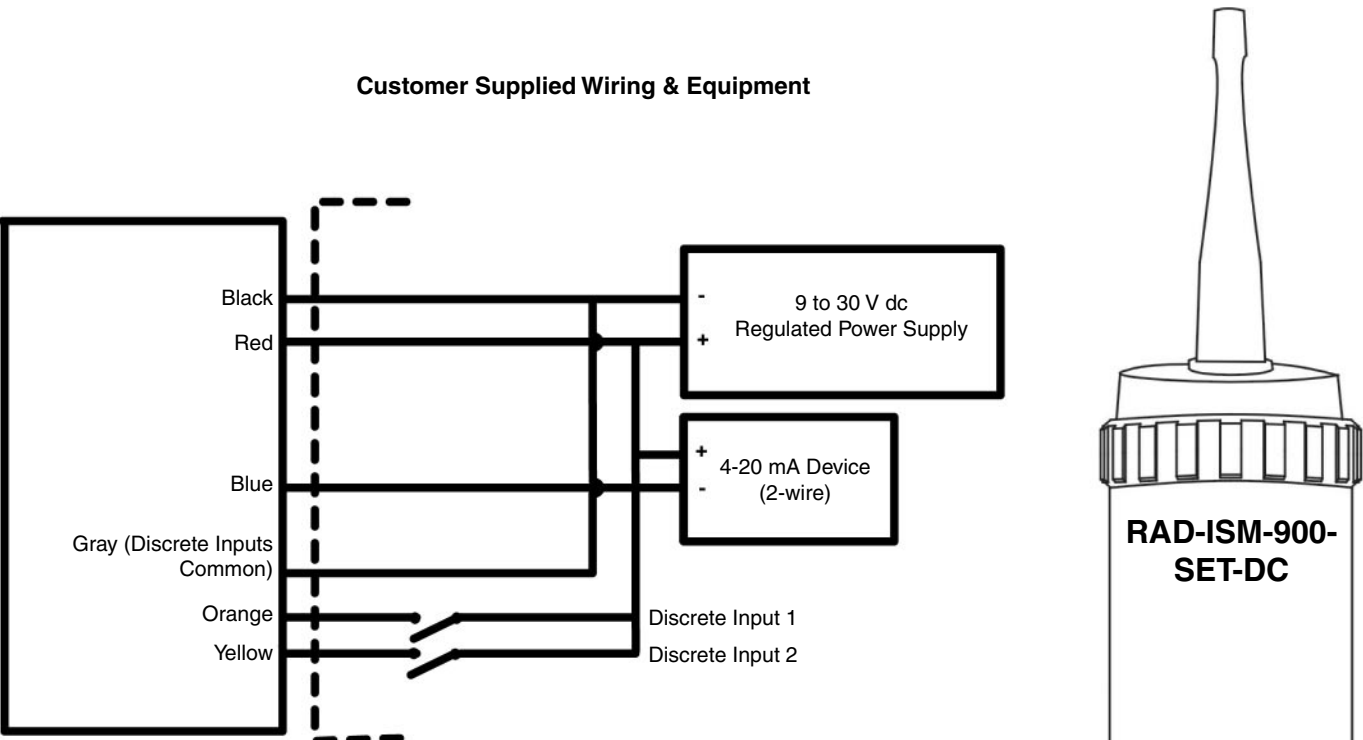 Customer Supplied Wiring & Equipment
Black
Red
Blue
Gray (Discrete Inputs
Common)
Orange
Yellow
-
9 to 30 V dc
Regulated Power Supply
+
+
4-20 mA Device
-
(2-wire)
Discrete Input 1
Discrete Input 2
RAD-ISM-900-
SET-DC